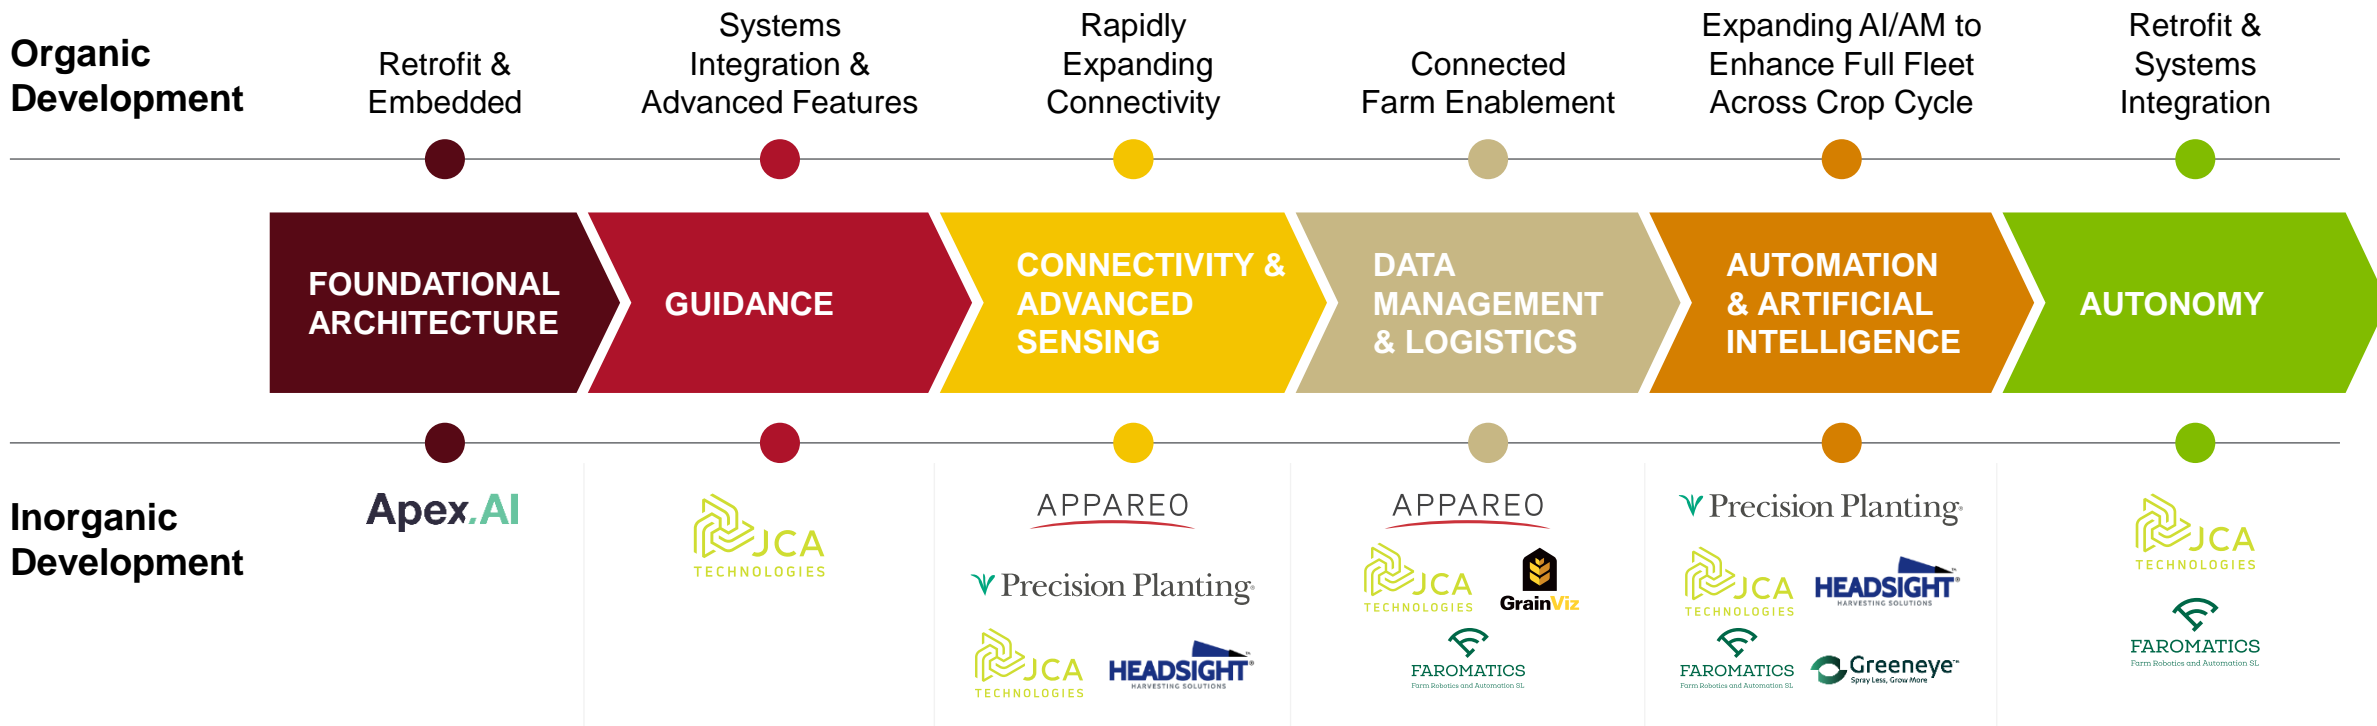 Organic
Development
Retrofit &
Embedded
Systems
Integration &
Advanced Features
Rapidly
Expanding
Connectivity
Connected
Farm Enablement
Expanding AI/AM to
Enhance Full Fleet
Across Crop Cycle
Retrofit &
Systems
Integration
FOUNDATIONAL
ARCHITECTURE
GUIDANCE
CONNECTIVITY &
ADVANCED
SENSING
DATA
MANAGEMENT
& LOGISTICS
AUTOMATION
& ARTIFICIAL
INTELLIGENCE
AUTONOMY
Inorganic
Development
Apex.AI
JCA
TECHNOLOGIES
APPAREO
Precision Planting®
JCA
TECHNOLOGIES
HEADSIGHT®
HARVESTING SOLUTIONS
APPAREO
JCA
TECHNOLOGIES
GrainViz
FAROMATICS
Farm Robotics and Automation SL
Precision Planting®
JCA
TECHNOLOGIES
HEADSIGHT®
HARVESTING SOLUTIONS
FAROMATICS
Farm Robotics and Automation SL
Greeneye™
Spray Less, Grow More
JCA
TECHNOLOGIES
FAROMATICS
Farm Robotics and Automation SL